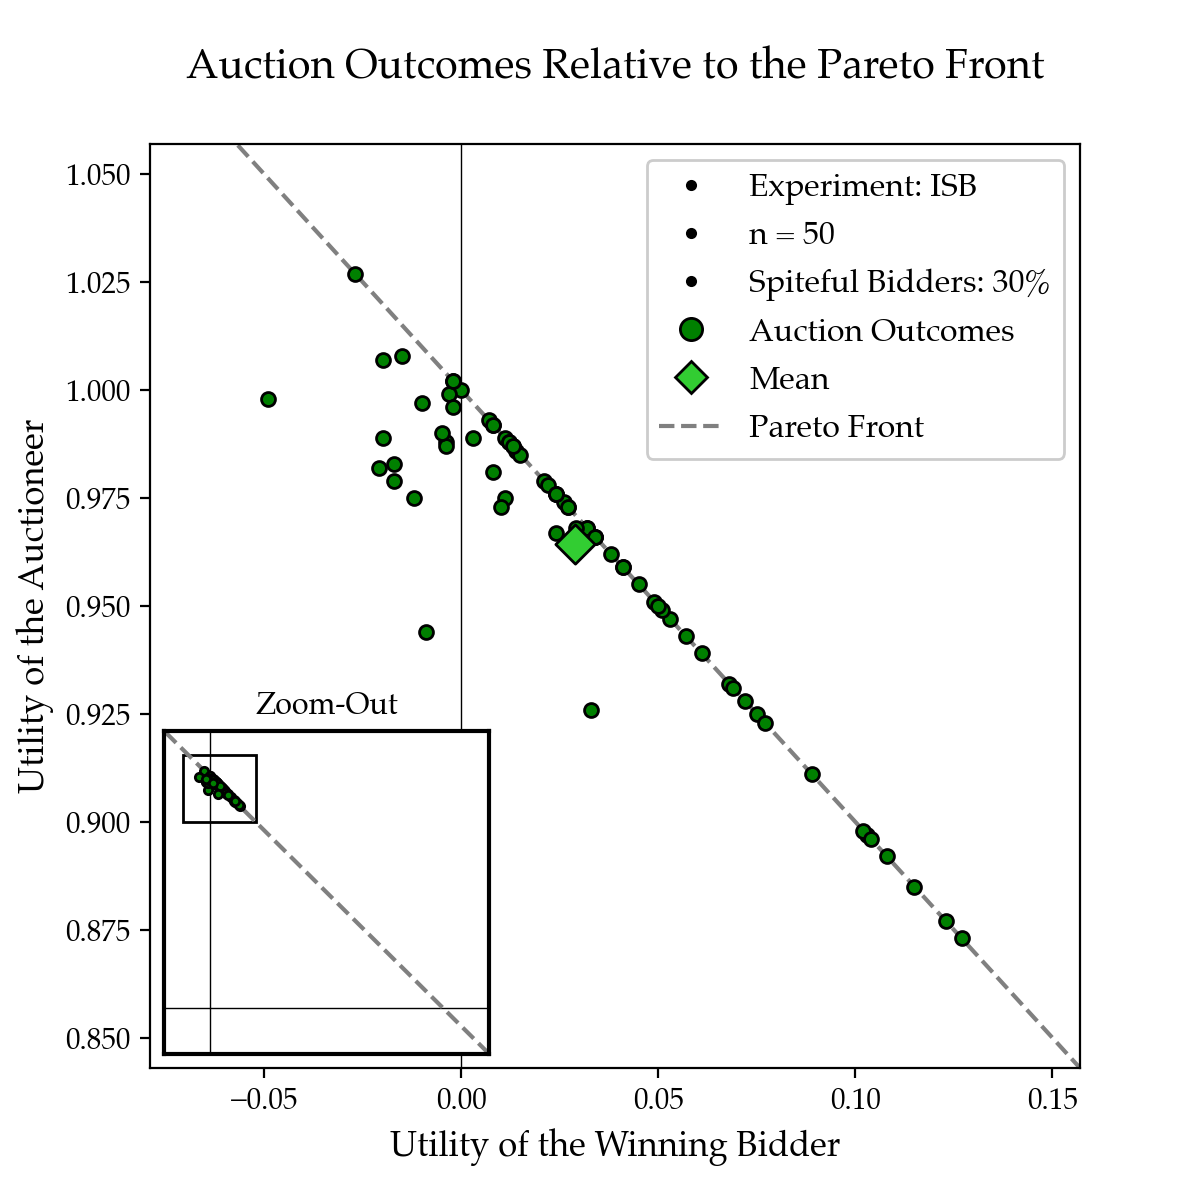 Auction Outcomes Relative to the Pareto Front
Experiment: ISB
n = 50
Spiteful Bidders: 30%
Auction Outcomes
Mean
Pareto Front
Utility of the Auctioneer
1.050
1.025
1.000
0.975
0.950
0.925
0.900
0.875
0.850
Zoom-Out
−0.05 0.00 0.05 0.10 0.15
Utility of the Winning Bidder